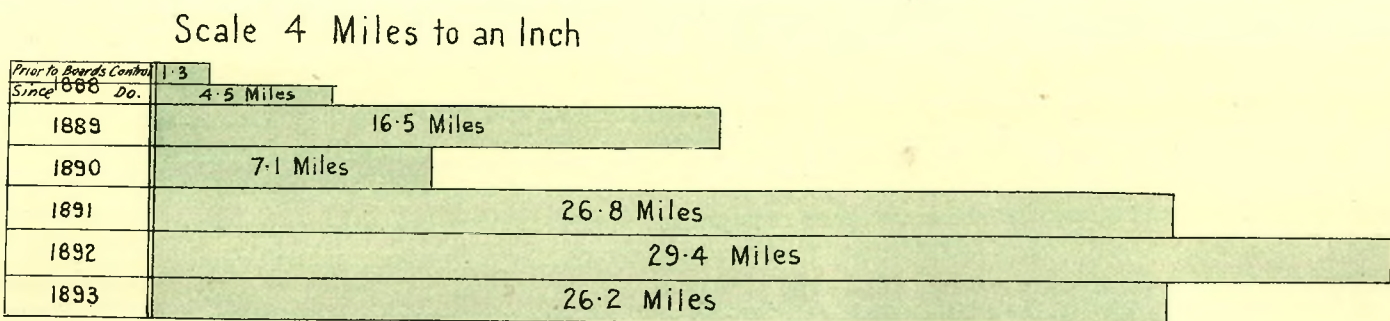 Scale 4 Miles to an Inch
Prior to Boards Control 1·3
Since 1888 Do. 4·5 Miles
1889 16·5 Miles
1890 7·1 Miles
1891 26·8 Miles
1892 29·4 Miles
1893 26·2 Miles